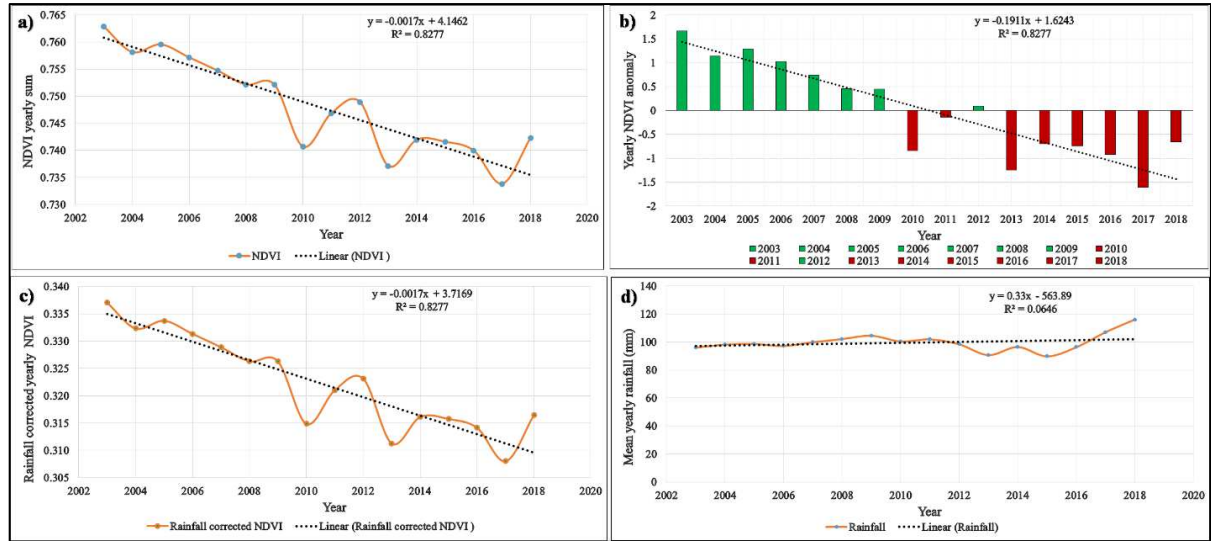 a)
y = -0.0017x + 4.1462
R² = 0.8277
NDVI yearly sum
0.765
0.760
0.755
0.750
0.745
0.740
0.735
0.730
2002 2004 2006 2008 2010 2012 2014 2016 2018 2020
Year
NDVI Linear (NDVI )
b)
y = -0.1911x + 1.6243
R² = 0.8277
Yearly NDVI anomaly
2
1.5
1
0.5
0
-0.5
-1
-1.5
-2
2003 2004 2005 2006 2007 2008 2009 2010 2011 2012 2013 2014 2015 2016 2017 2018
Year
2003 2004 2005 2006 2007 2008 2009 2010
2011 2012 2013 2014 2015 2016 2017 2018
c)
y = -0.0017x + 3.7169
R² = 0.8277
Rainfall corrected yearly NDVI
0.340
0.335
0.330
0.325
0.320
0.315
0.310
0.305
2002 2004 2006 2008 2010 2012 2014 2016 2018 2020
Year
Rainfall corrected NDVI Linear (Rainfall corrected NDVI )
d)
y = 0.33x - 563.89
R² = 0.0646
Mean yearly rainfall (mm)
140
120
100
80
60
40
20
0
2002 2004 2006 2008 2010 2012 2014 2016 2018 2020
Year
Rainfall Linear (Rainfall)